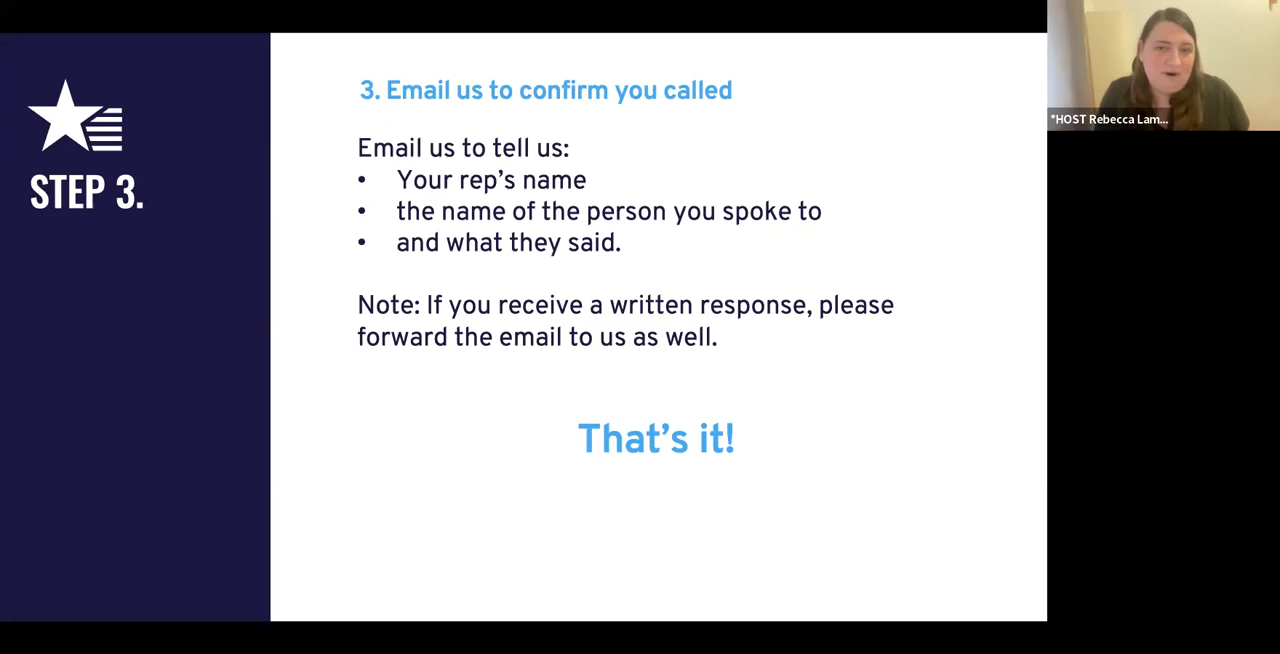 STEP 3.
3. Email us to confirm you called
Email us to tell us:
• Your rep’s name
• the name of the person you spoke to
• and what they said.
Note: If you receive a written response, please
forward the email to us as well.
That’s it!
*HOST Rebecca Lam...